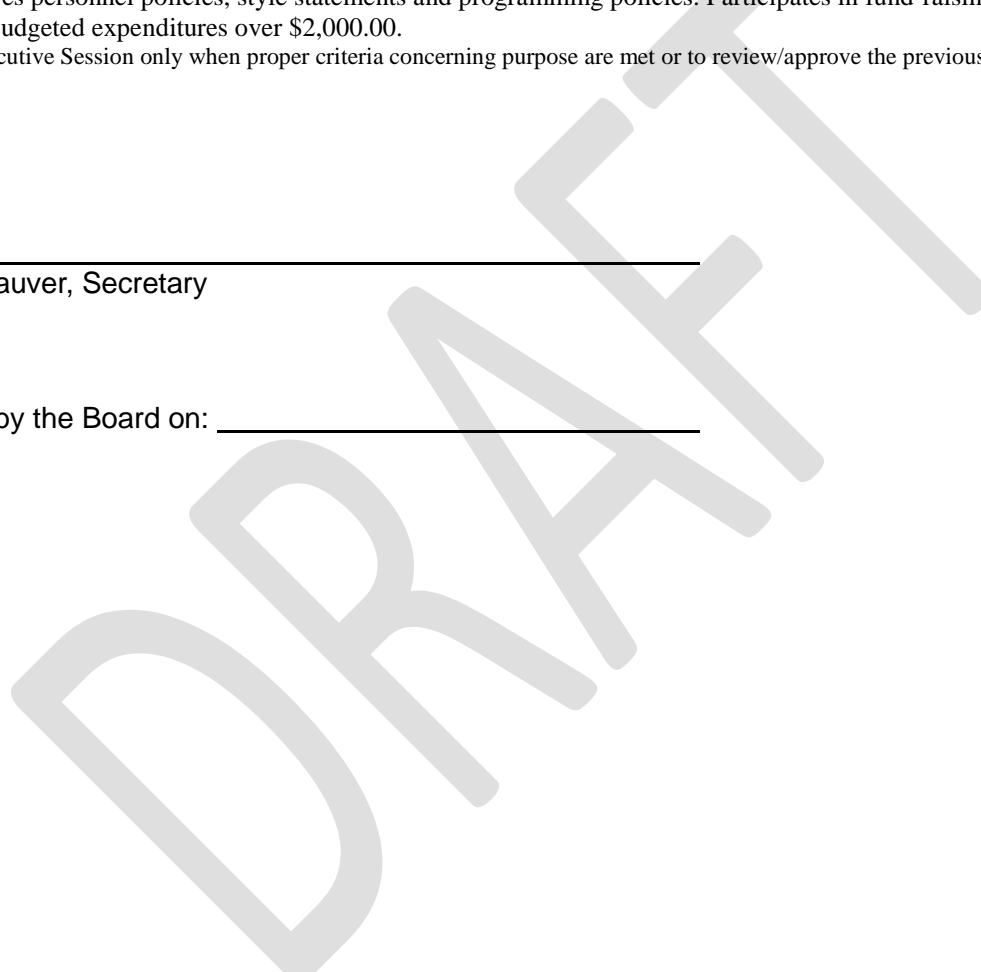 es personnel policies, style statements and programming policies. Participates in fund-raisin
udgeted expenditures over $2,000.00.
cutive Session only when proper criteria concerning purpose are met or to review/approve the previous
auver, Secretary
by the Board on:
DRAFT